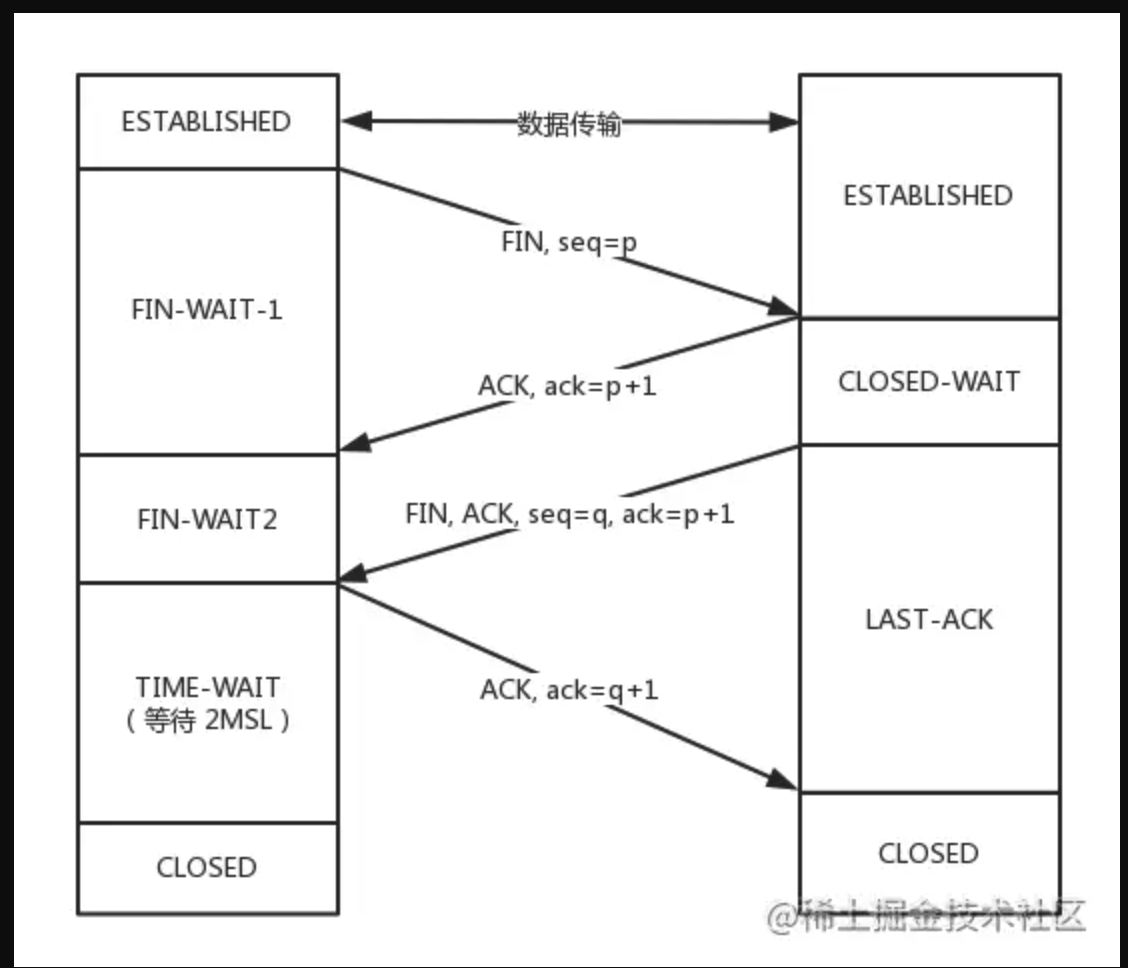 ESTABLISHED
数据传输
ESTABLISHED
FIN, seq=p
FIN-WAIT-1
ACK, ack=p+1
CLOSED-WAIT
FIN-WAIT2
FIN, ACK, seq=q, ack=p+1
LAST-ACK
TIME-WAIT
（等待 2MSL）
ACK, ack=q+1
CLOSED
CLOSED
@稀土掘金技术社区